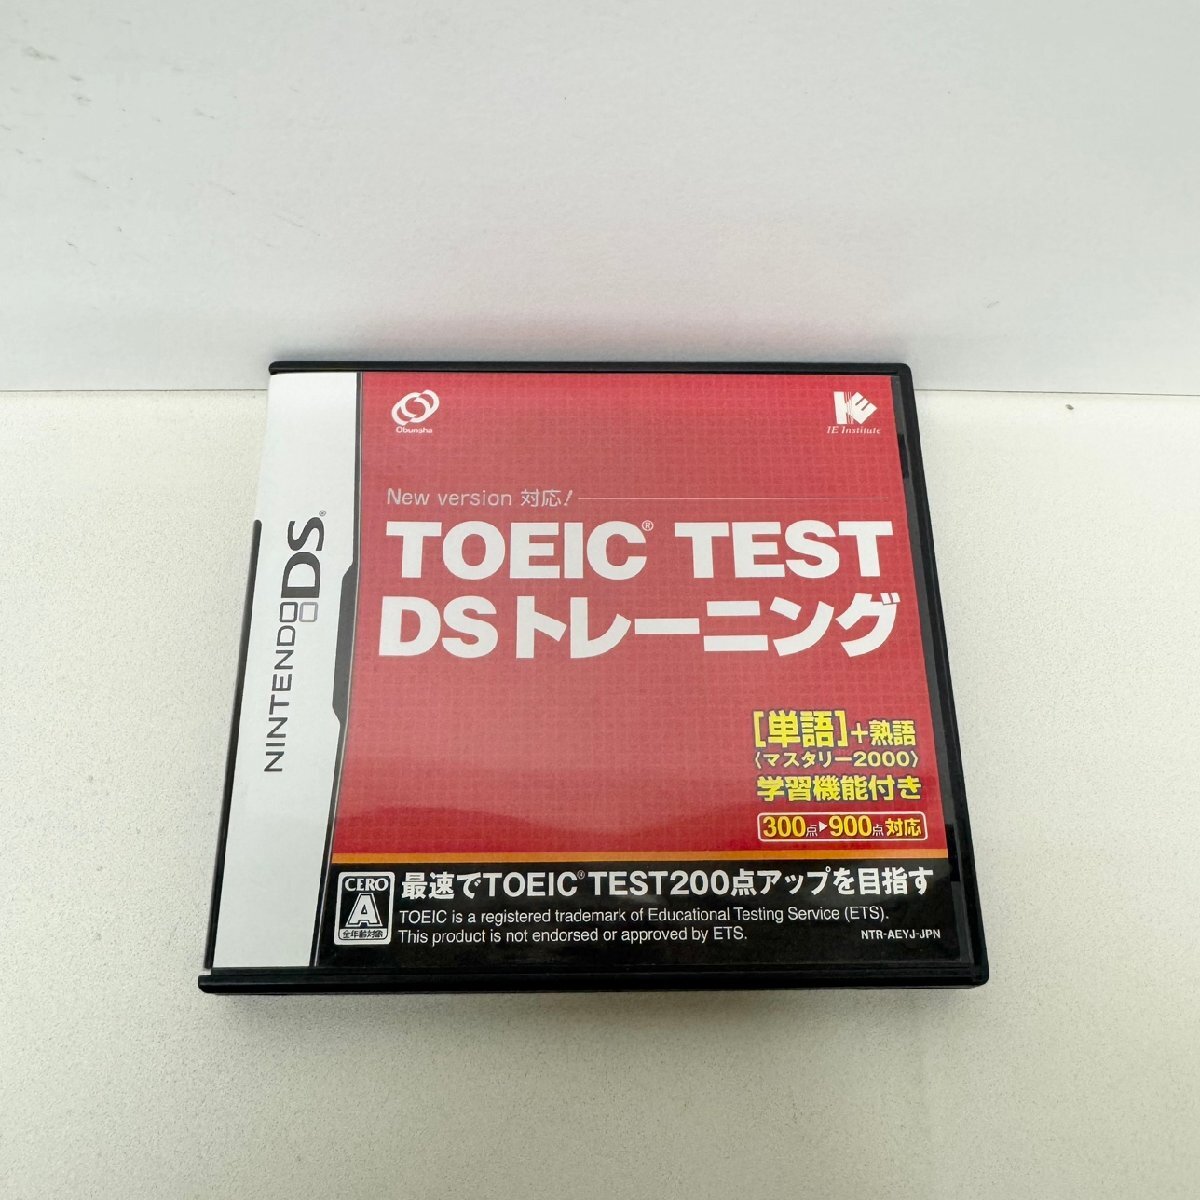 Obunsha
IE Institute
New version 対応!
TOEIC® TEST
DSトレーニング
NINTENDO DS®
[単語]+熟語
〈マスタリー2000〉
学習機能付き
300点▶900点対応
CERO
A
全年齢対象
最速でTOEIC® TEST200点アップを目指す
TOEIC is a registered trademark of Educational Testing Service (ETS).
This product is not endorsed or approved by ETS.
NTR-AEYJ-JPN